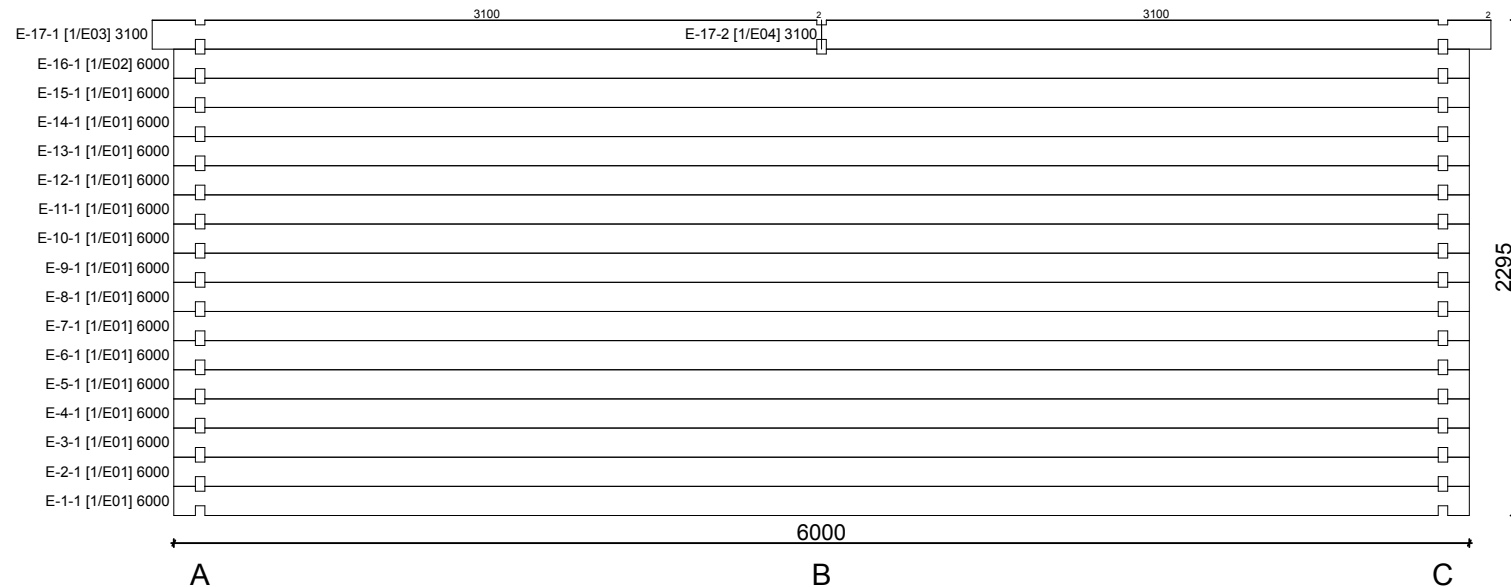 3100 2 3100 2
E-17-1 [1/E03] 3100 E-17-2 [1/E04] 3100
E-16-1 [1/E02] 6000
E-15-1 [1/E01] 6000
E-14-1 [1/E01] 6000
E-13-1 [1/E01] 6000
E-12-1 [1/E01] 6000
E-11-1 [1/E01] 6000
E-10-1 [1/E01] 6000
E-9-1 [1/E01] 6000
2295
E-8-1 [1/E01] 6000
E-7-1 [1/E01] 6000
E-6-1 [1/E01] 6000
E-5-1 [1/E01] 6000
E-4-1 [1/E01] 6000
E-3-1 [1/E01] 6000
E-2-1 [1/E01] 6000
E-1-1 [1/E01] 6000
6000
A B C